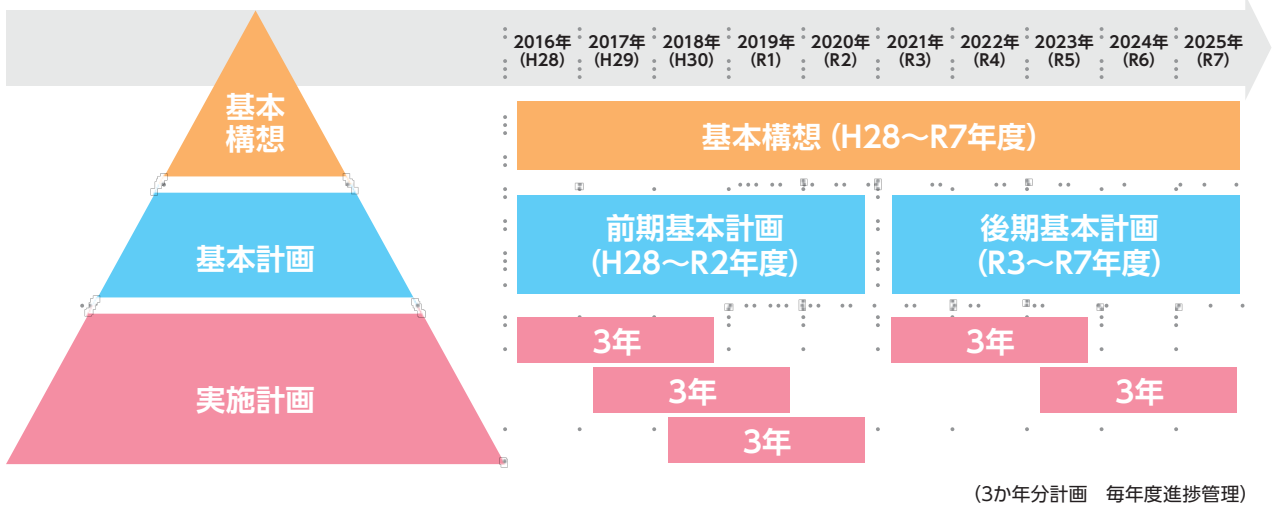 2016年 2017年 2018年 2019年 2020年 2021年 2022年 2023年 2024年 2025年
(H28) (H29) (H30) (R1) (R2) (R3) (R4) (R5) (R6) (R7)
基本
構想
基本構想（H28～R7年度）
基本計画
前期基本計画
（H28～R2年度）
後期基本計画
（R3～R7年度）
実施計画
3年
3年
3年
3年
3年
（3か年分計画　毎年度進捗管理）